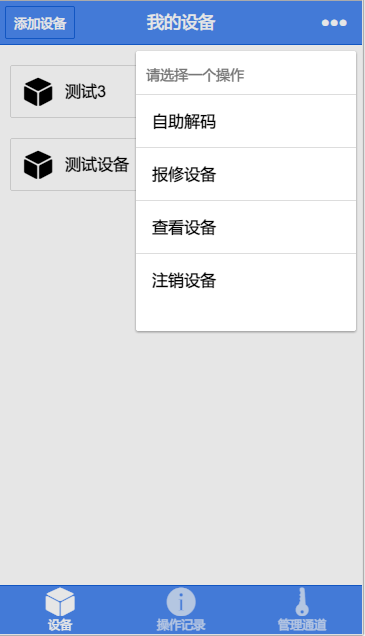 添加设备
我的设备
请选择一个操作
测试3
自助解码
测试设备
报修设备
查看设备
注销设备
设备
操作记录
管理通道